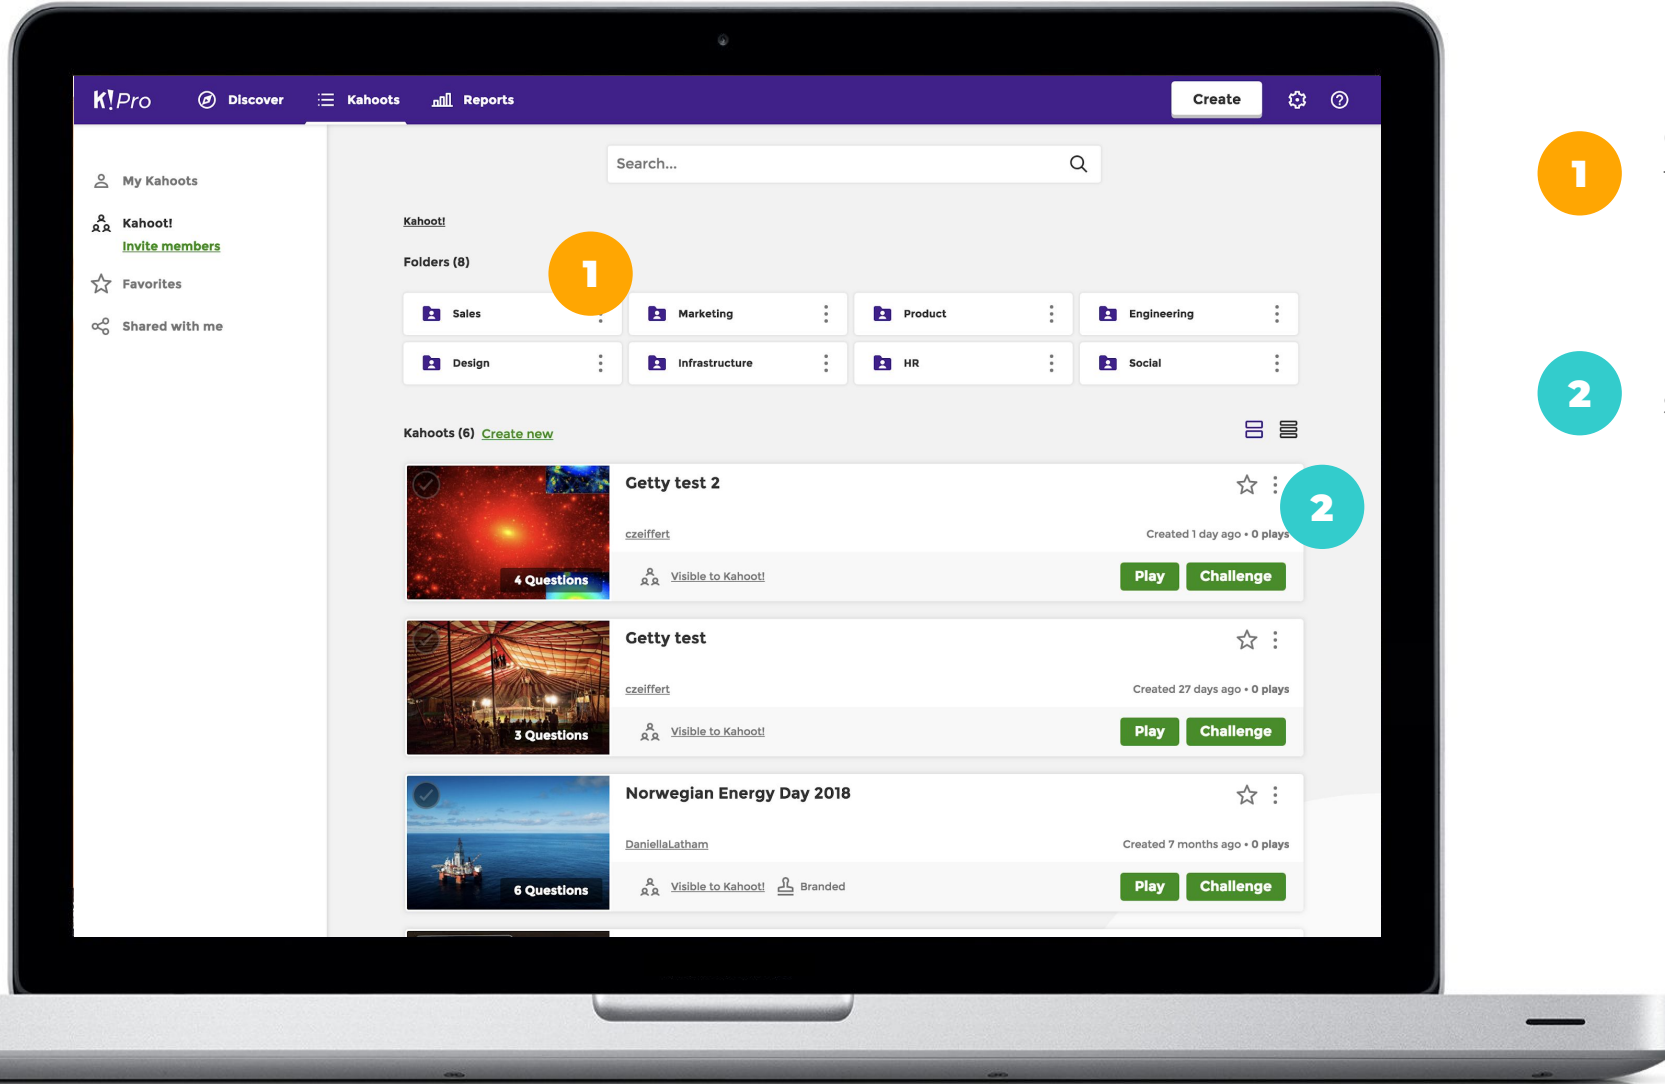 K!Pro Discover Kahoots Reports Create
Search...
My Kahoots
Kahoot!
Invite members
Favorites
Shared with me
Kahoot!
Folders (8)
1
Sales Marketing Product Engineering
Design Infrastructure HR Social
Kahoots (6) Create new
Getty test 2
czeiffert Created 1 day ago • 0 plays
4 Questions Visible to Kahoot! Play Challenge
2
Getty test
czeiffert Created 27 days ago • 0 plays
3 Questions Visible to Kahoot! Play Challenge
Norwegian Energy Day 2018
DaniellaLatham Created 7 months ago • 0 plays
6 Questions Visible to Kahoot! Branded Play Challenge
1
2